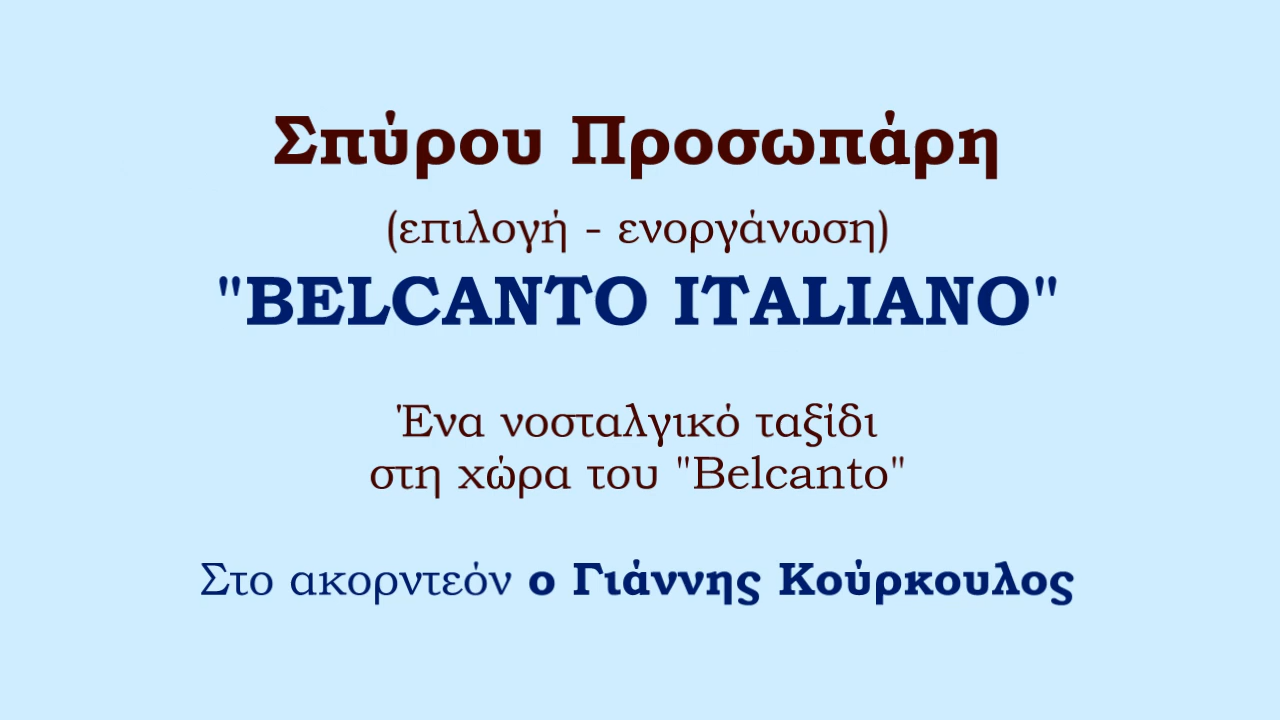 Σπύρου Προσωπάρη
(επιλογή - ενοργάνωση)
"BELCANTO ITALIANO"
Ένα νοσταλγικό ταξίδι
στη χώρα του "Belcanto"
Στο ακορντεόν ο Γιάννης Κούρκουλος